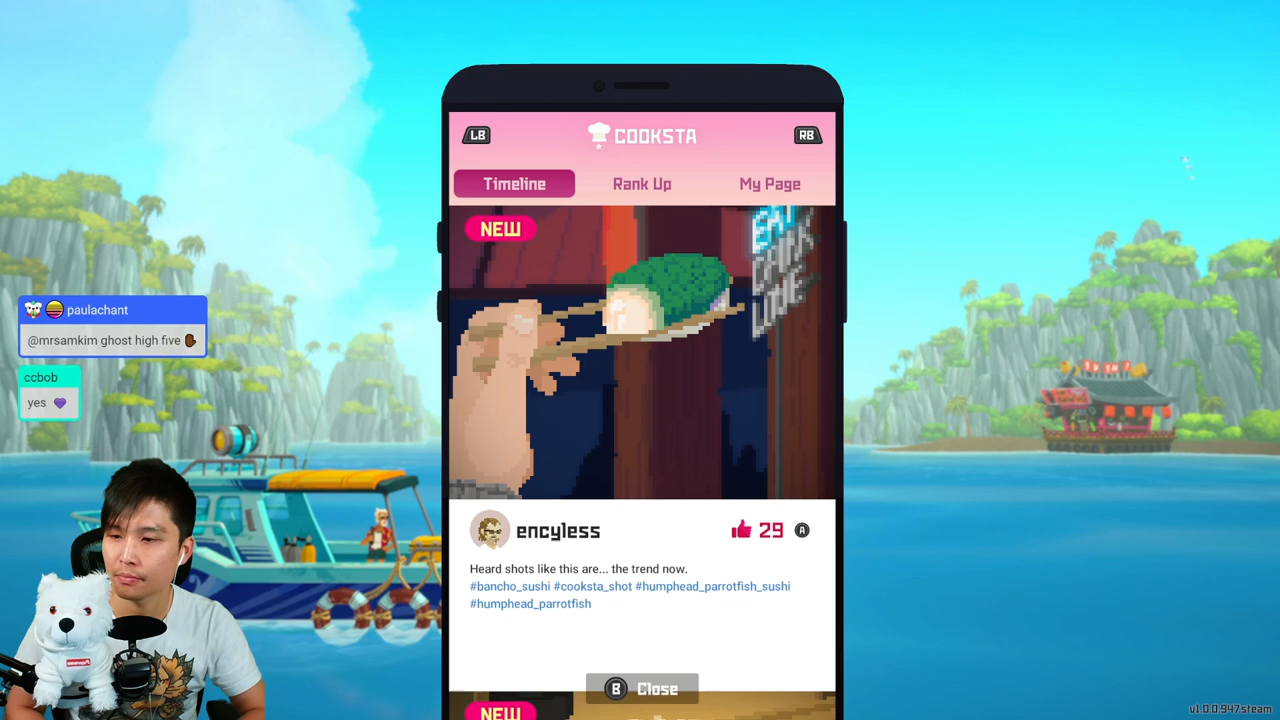 LB
COOKSTA
RB
Timeline
Rank Up
My Page
NEW
paulachant
@mrsamkim ghost high five
ccbob
yes
encyless
29
A
Heard shots like this are... the trend now.
#bancho_sushi #cooksta_shot #humphead_parrotfish_sushi
#humphead_parrotfish
B Close
NEW
v1.0.0.947.steam